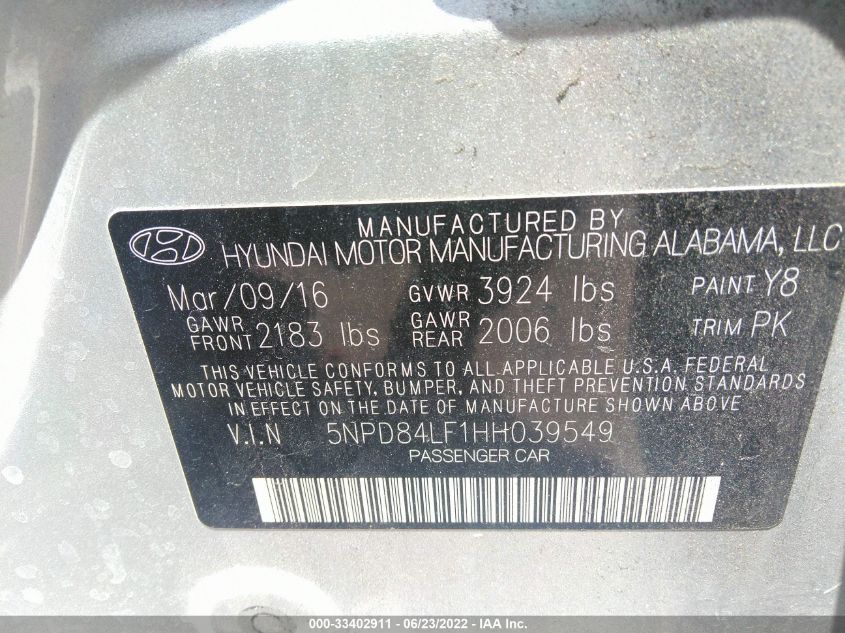 MANUFACTURED BY
HYUNDAI MOTOR MANUFACTURING ALABAMA, LLC
Mar/09/16 GVWR 3924 lbs PAINT Y8
GAWR FRONT 2183 lbs GAWR REAR 2006 lbs TRIM PK
THIS VEHICLE CONFORMS TO ALL APPLICABLE U.S.A. FEDERAL
MOTOR VEHICLE SAFETY, BUMPER, AND THEFT PREVENTION STANDARDS
IN EFFECT ON THE DATE OF MANUFACTURE SHOWN ABOVE
V.I.N 5NPD84LF1HH039549
PASSENGER CAR
000-33402911 - 06/23/2022 - IAA Inc.